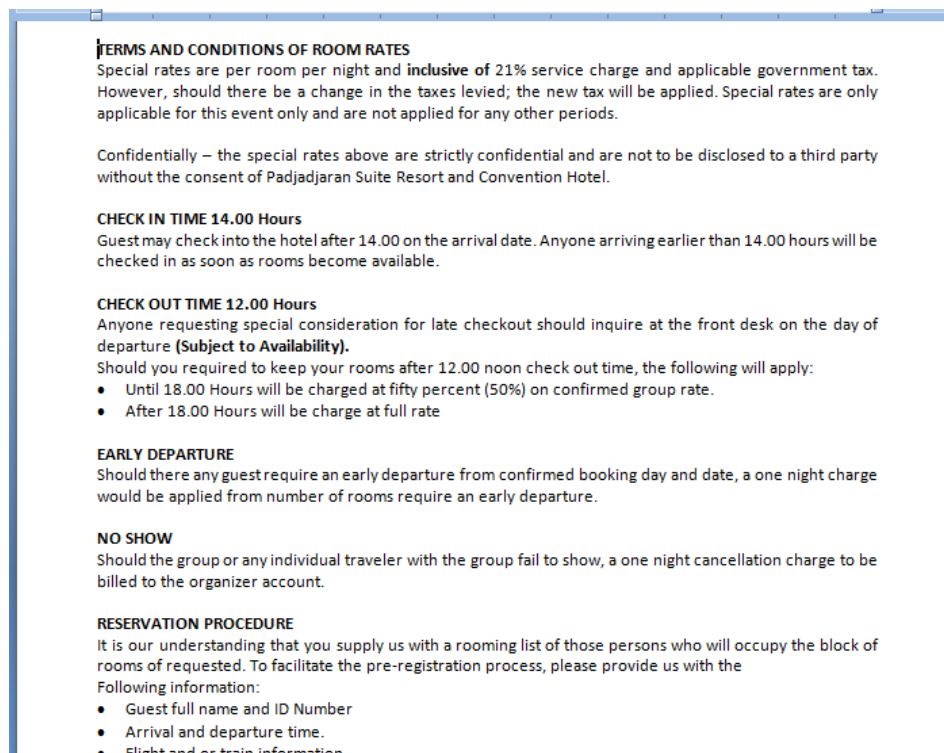 TERMS AND CONDITIONS OF ROOM RATES
Special rates are per room per night and inclusive of 21% service charge and applicable government tax.
However, should there be a change in the taxes levied; the new tax will be applied. Special rates are only
applicable for this event only and are not applied for any other periods.
Confidentially – the special rates above are strictly confidential and are not to be disclosed to a third party
without the consent of Padjadjaran Suite Resort and Convention Hotel.
CHECK IN TIME 14.00 Hours
Guest may check into the hotel after 14.00 on the arrival date. Anyone arriving earlier than 14.00 hours will be
checked in as soon as rooms become available.
CHECK OUT TIME 12.00 Hours
Anyone requesting special consideration for late checkout should inquire at the front desk on the day of
departure (Subject to Availability).
Should you required to keep your rooms after 12.00 noon check out time, the following will apply:
• Until 18.00 Hours will be charged at fifty percent (50%) on confirmed group rate.
• After 18.00 Hours will be charge at full rate
EARLY DEPARTURE
Should there any guest require an early departure from confirmed booking day and date, a one night charge
would be applied from number of rooms require an early departure.
NO SHOW
Should the group or any individual traveler with the group fail to show, a one night cancellation charge to be
billed to the organizer account.
RESERVATION PROCEDURE
It is our understanding that you supply us with a rooming list of those persons who will occupy the block of
rooms of requested. To facilitate the pre-registration process, please provide us with the
Following information:
• Guest full name and ID Number
• Arrival and departure time.
• Flight and or train information